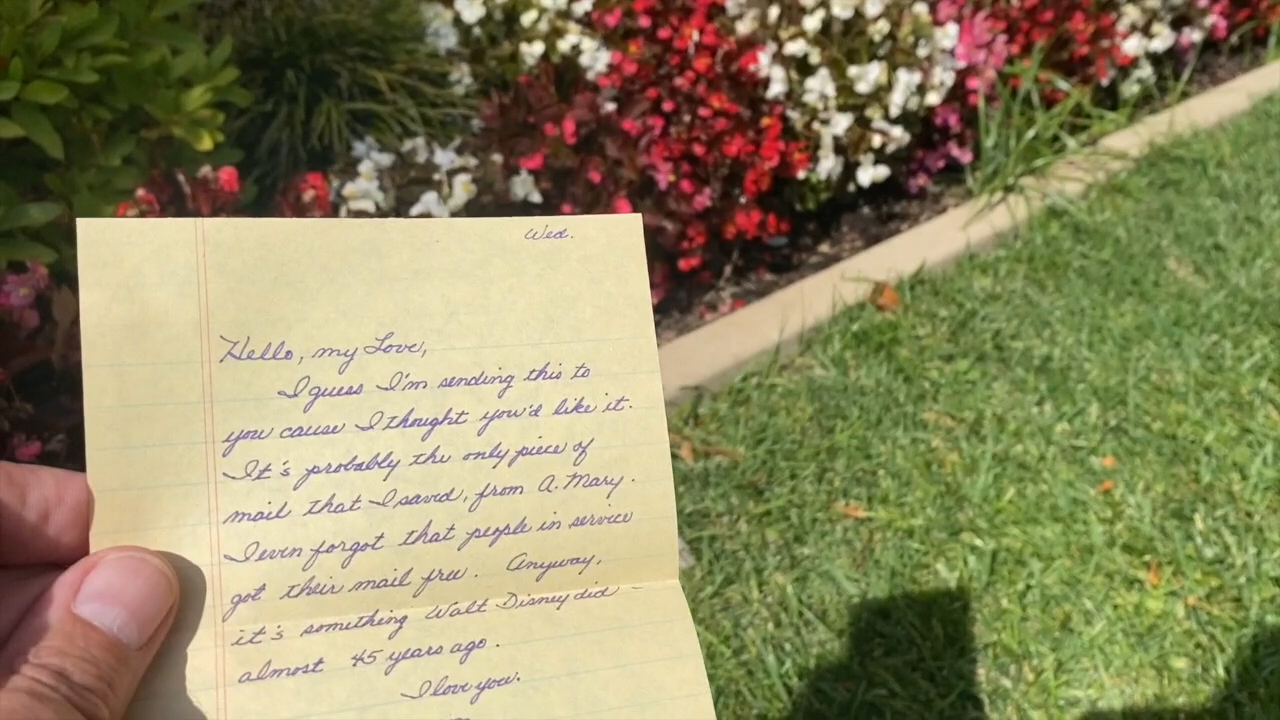 Wed.
Hello, my Love,
I guess I'm sending this to
you cause I thought you'd like it.
It's probably the only piece of
mail that I saved, from A. Mary.
I even forgot that people in service
got their mail free. Anyway,
it's something Walt Disney did -
almost 45 years ago.
I love you.